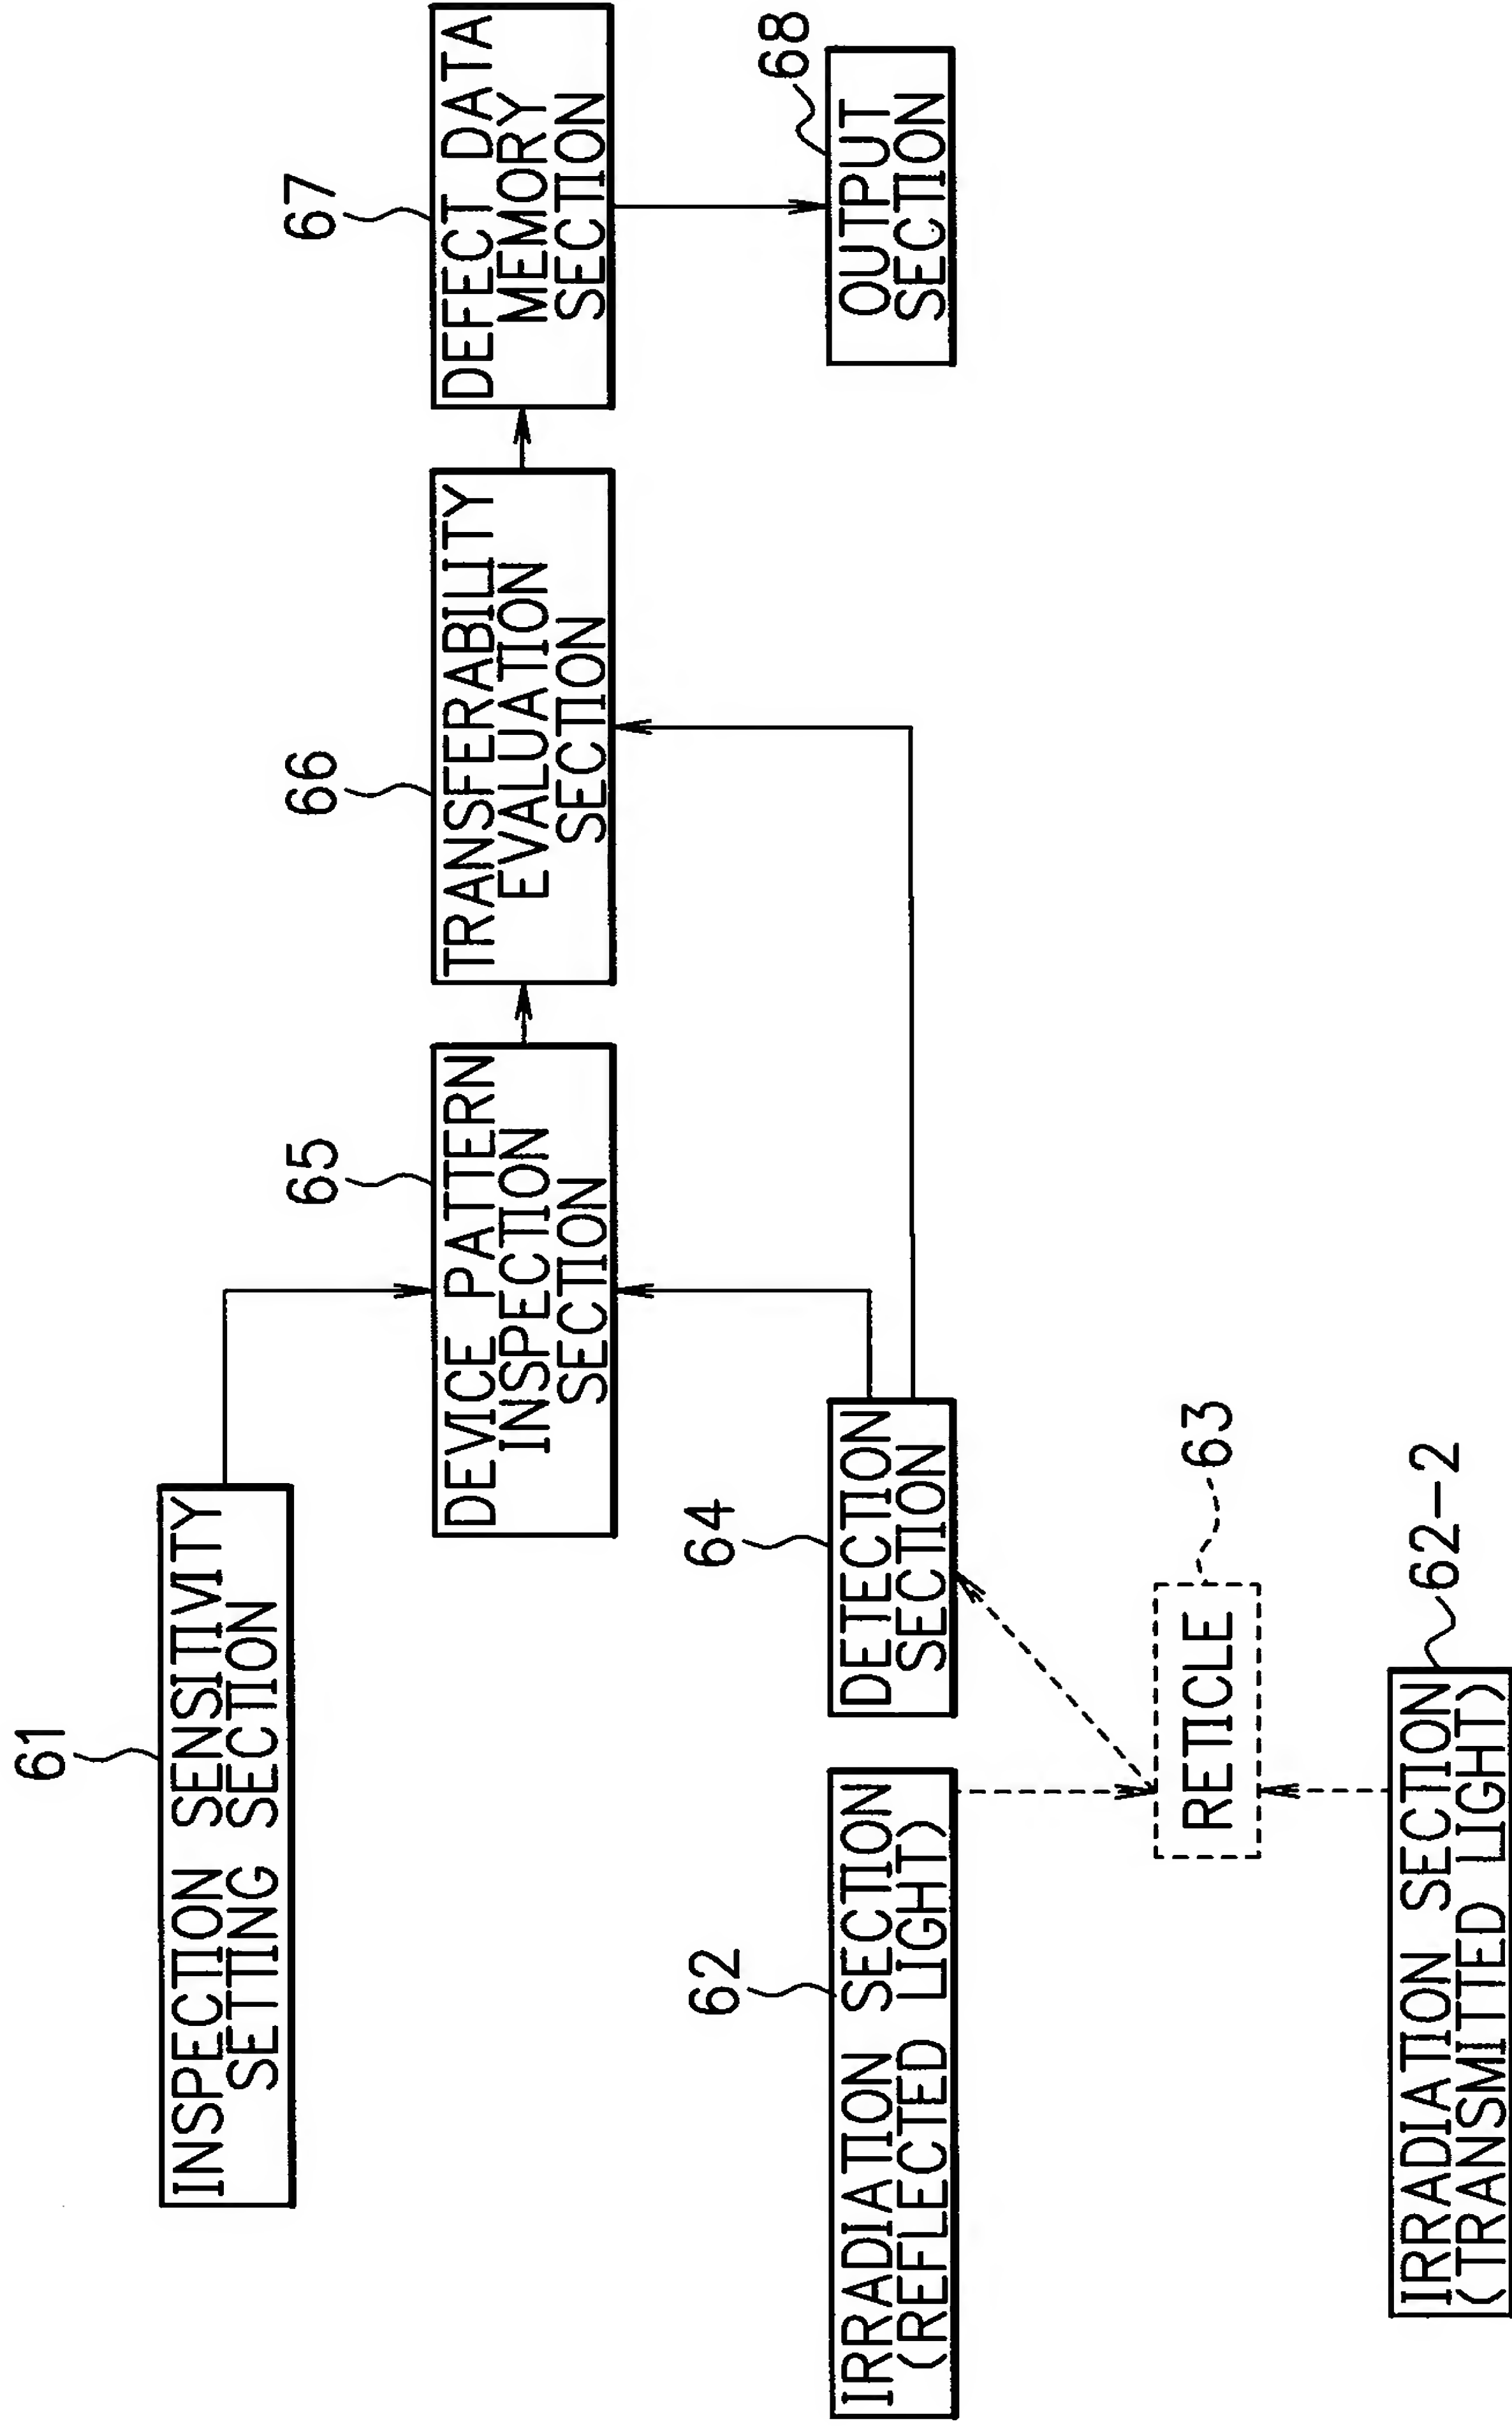 61
INSPECTION SENSITIVITY
SETTING SECTION
65
DEVICE PATTERN
INSPECTION
SECTION
66
TRANSFERABILITY
EVALUATION
SECTION
67
DEFECT DATA
MEMORY
SECTION
62
IRRADIATION SECTION
(REFLECTED LIGHT)
64
DETECTION
SECTION
68
OUTPUT
SECTION
RETICLE
63
IRRADIATION SECTION
(TRANSMITTED LIGHT)
62-2